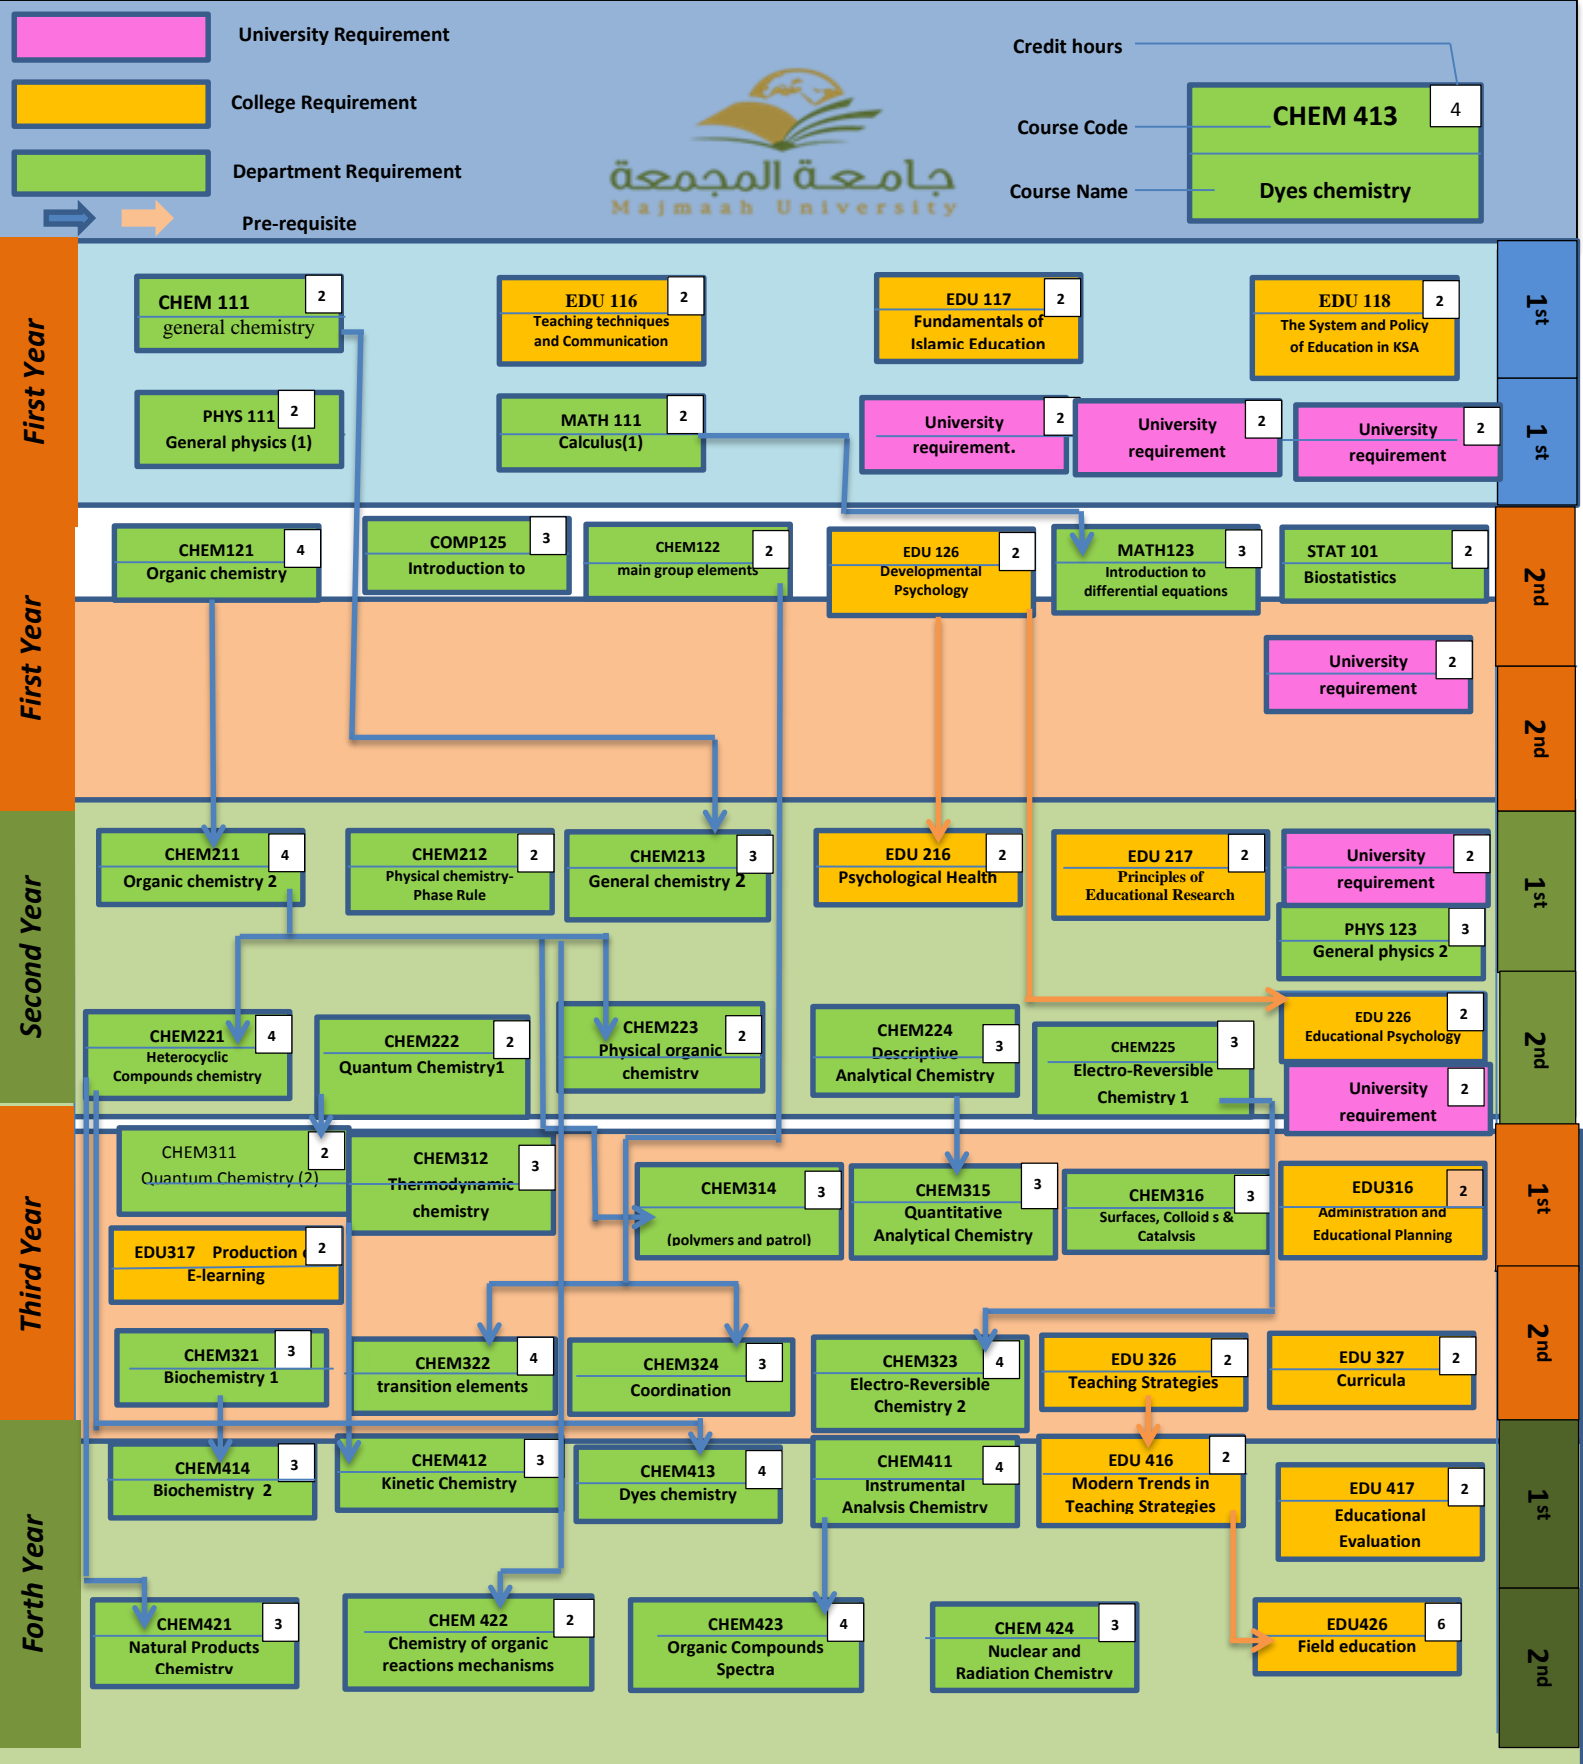 University Requirement
College Requirement
Department Requirement
Pre-requisite
جامعة المجمعة
Majmaah University
Credit hours
Course Code
Course Name
CHEM 413
4
Dyes chemistry
First Year
1st
CHEM 111
2
general chemistry
EDU 116
2
Teaching techniques
and Communication
EDU 117
2
Fundamentals of
Islamic Education
EDU 118
2
The System and Policy
of Education in KSA
1st
PHYS 111
2
General physics (1)
MATH 111
2
Calculus(1)
University
2
requirement.
University
2
requirement
University
2
requirement
First Year
2nd
CHEM121
4
Organic chemistry
COMP125
3
Introduction to
CHEM122
2
main group elements
EDU 126
2
Developmental
Psychology
MATH123
3
Introduction to
differential equations
STAT 101
2
Biostatistics
2nd
University
2
requirement
Second Year
1st
CHEM211
4
Organic chemistry 2
CHEM212
2
Physical chemistry-
Phase Rule
CHEM213
3
General chemistry 2
EDU 216
2
Psychological Health
EDU 217
2
Principles of
Educational Research
University
2
requirement
PHYS 123
3
General physics 2
2nd
CHEM221
4
Heterocyclic
Compounds chemistry
CHEM222
2
Quantum Chemistry1
CHEM223
2
Physical organic
chemistry
CHEM224
3
Descriptive
Analytical Chemistry
CHEM225
3
Electro-Reversible
Chemistry 1
EDU 226
2
Educational Psychology
University
2
requirement
Third Year
1st
CHEM311
2
Quantum Chemistry (2)
CHEM312
3
Thermodynamic
chemistry
CHEM314
3
(polymers and patrol)
CHEM315
3
Quantitative
Analytical Chemistry
CHEM316
3
Surfaces, Colloid s &
Catalysis
EDU316
2
Administration and
Educational Planning
EDU317 Production
2
E-learning
2nd
CHEM321
3
Biochemistry 1
CHEM322
4
transition elements
CHEM324
3
Coordination
CHEM323
4
Electro-Reversible
Chemistry 2
EDU 326
2
Teaching Strategies
EDU 327
2
Curricula
Forth Year
1st
CHEM414
3
Biochemistry 2
CHEM412
3
Kinetic Chemistry
CHEM413
4
Dyes chemistry
CHEM411
4
Instrumental
Analysis Chemistry
EDU 416
2
Modern Trends in
Teaching Strategies
EDU 417
2
Educational
Evaluation
2nd
CHEM421
3
Natural Products
Chemistry
CHEM 422
2
Chemistry of organic
reactions mechanisms
CHEM423
4
Organic Compounds
Spectra
CHEM 424
3
Nuclear and
Radiation Chemistry
EDU426
6
Field education